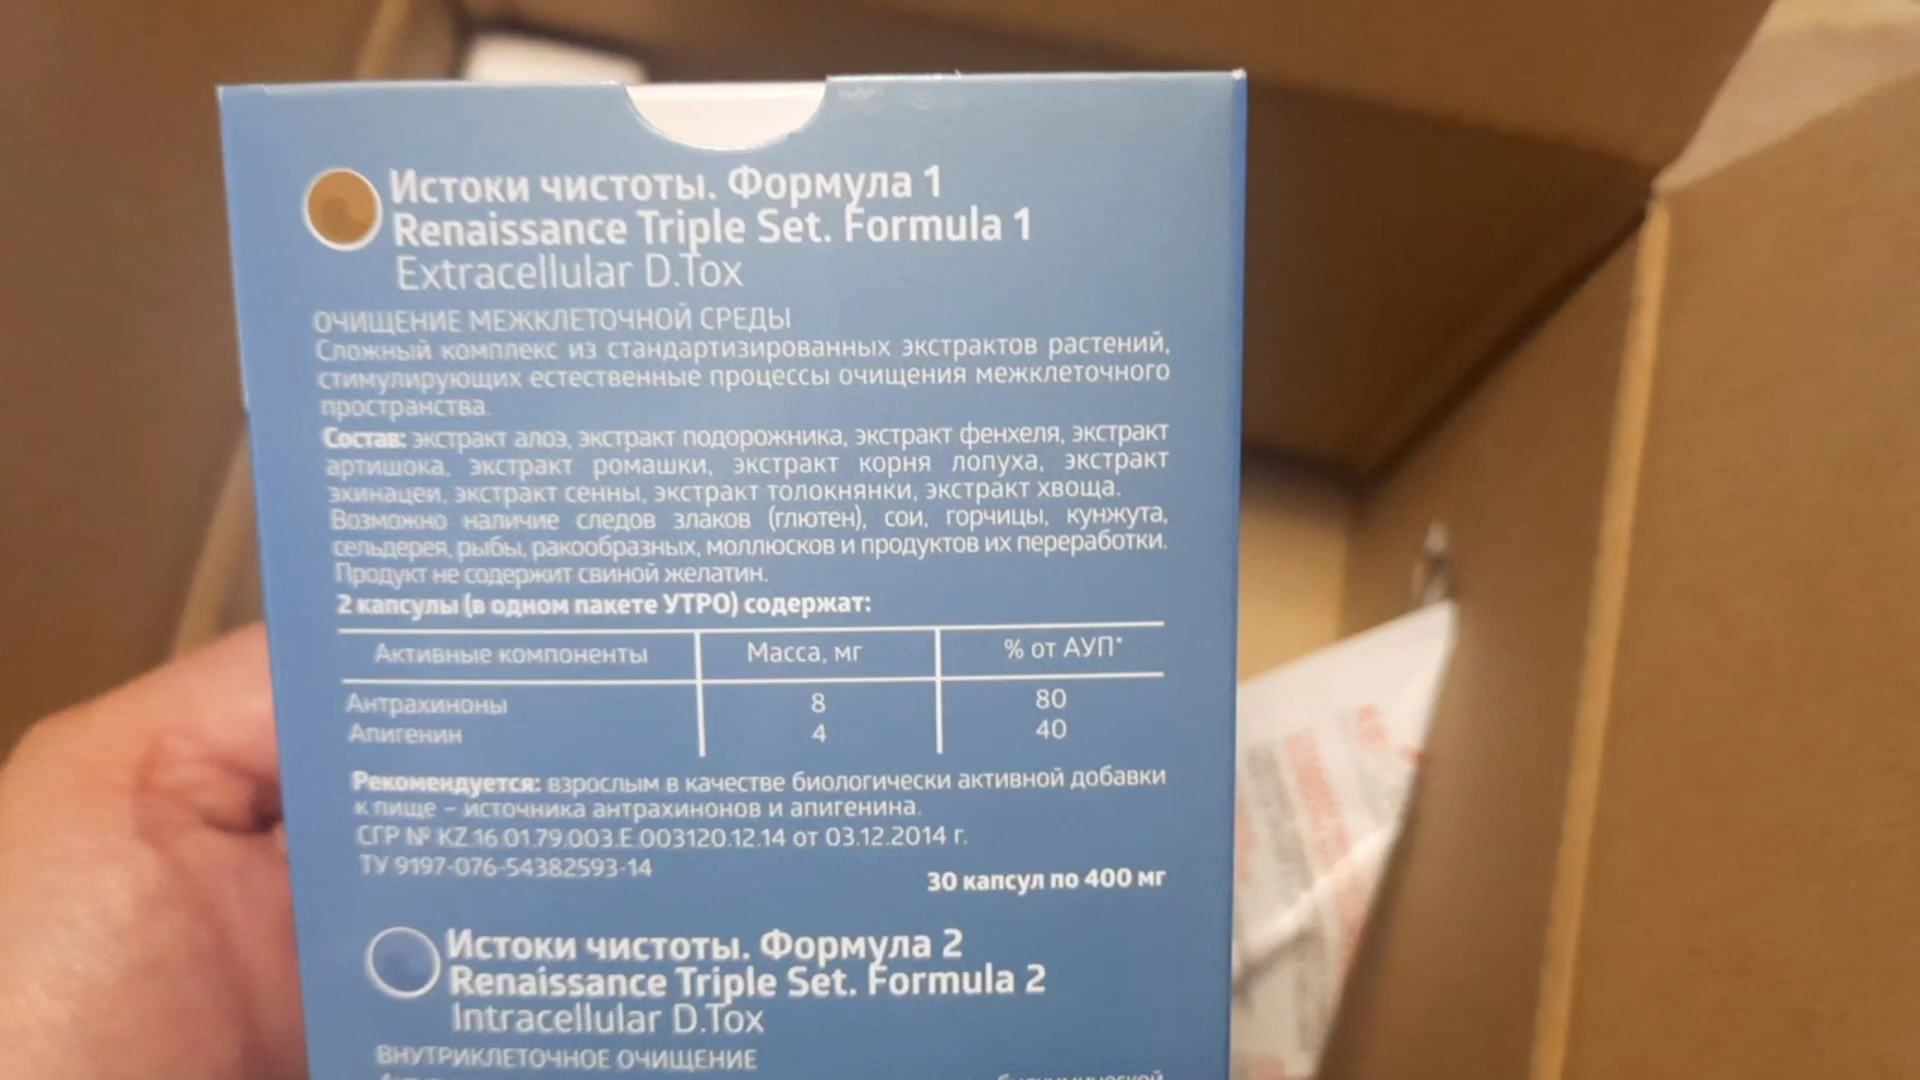 Истоки чистоты. Формула 1
Renaissance Triple Set. Formula 1
Extracellular D.Tox
ОЧИЩЕНИЕ МЕЖКЛЕТОЧНОЙ СРЕДЫ
Сложный комплекс из стандартизированных экстрактов растений,
стимулирующих естественные процессы очищения межклеточного
пространства.
Состав: экстракт алоэ, экстракт подорожника, экстракт фенхеля, экстракт
артишока, экстракт ромашки, экстракт корня лопуха, экстракт
эхинацеи, экстракт сенны, экстракт толокнянки, экстракт хвоща.
Возможно наличие следов злаков (глютен), сои, горчицы, кунжута,
сельдерея, рыбы, ракообразных, моллюсков и продуктов их переработки.
Продукт не содержит свиной желатин.
2 капсулы (в одном пакете УТРО) содержат:
Активные компоненты Масса, мг % от АУП*
Антрахиноны 8 80
Апигенин 4 40
Рекомендуется: взрослым в качестве биологически активной добавки
к пище – источника антрахинонов и апигенина.
СГР № KZ.16.01.79.003.E.003120.12.14 от 03.12.2014 г.
ТУ 9197-076-54382593-14
30 капсул по 400 мг
Истоки чистоты. Формула 2
Renaissance Triple Set. Formula 2
Intracellular D.Tox
ВНУТРИКЛЕТОЧНОЕ ОЧИЩЕНИЕ